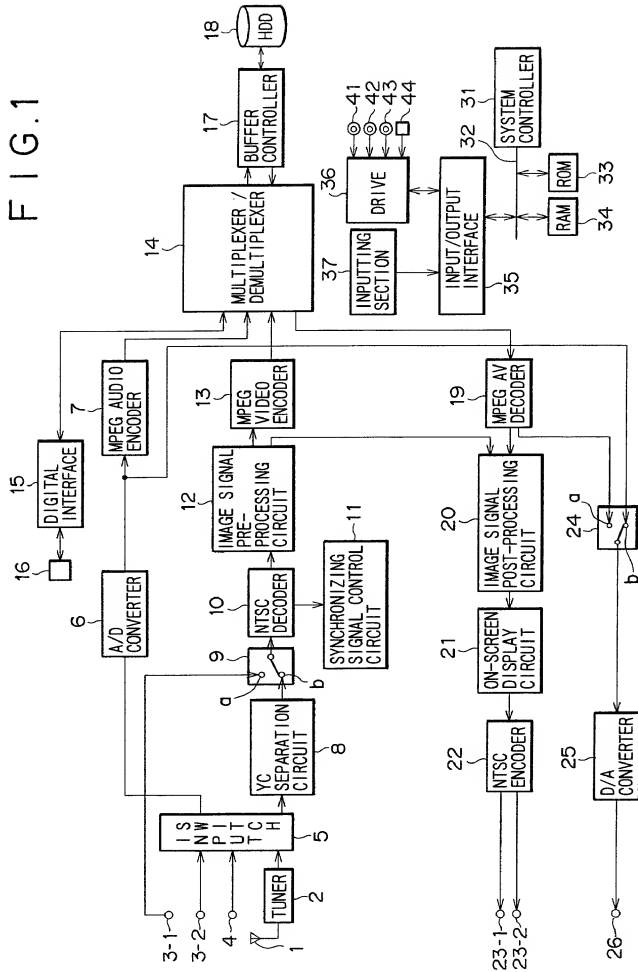 FIG.1
18
HDD
17
BUFFER
CONTROLLER
14
MULTIPLEXER/
DEMULTIPLEXER
41
42
43
44
36
DRIVE
37
INPUTTING
SECTION
INPUT/OUTPUT
INTERFACE
35
31
SYSTEM
CONTROLLER
32
ROM
33
RAM
34
15
DIGITAL
INTERFACE
16
7
MPEG AUDIO
ENCODER
6
A/D
CONVERTER
13
MPEG
VIDEO
ENCODER
12
IMAGE SIGNAL
PRE-
PROCESSING
CIRCUIT
10
NTSC
DECODER
11
SYNCHRONIZING
SIGNAL CONTROL
CIRCUIT
9
a
b
YC
SEPARATION
CIRCUIT
8
INPUT
SWITCH
5
TUNER
2
1
3-1
3-2
4
19
MPEG AV
DECODER
IMAGE SIGNAL
POST-PROCESSING
CIRCUIT
20
21
ON-SCREEN
DISPLAY
CIRCUIT
22
NTSC
ENCODER
23-1
23-2
24
a
b
25
D/A
CONVERTER
26